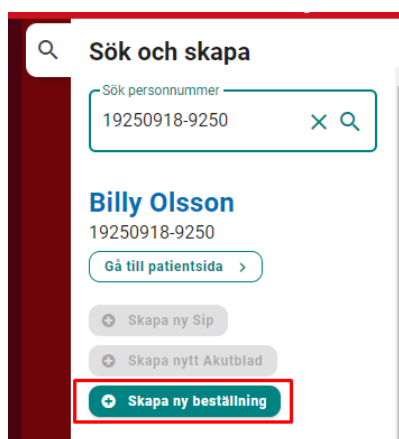 Sök och skapa
Sök personnummer
19250918-9250
Billy Olsson
19250918-9250
Gå till patientsida
Skapa ny Sip
Skapa nytt Akutblad
Skapa ny beställning